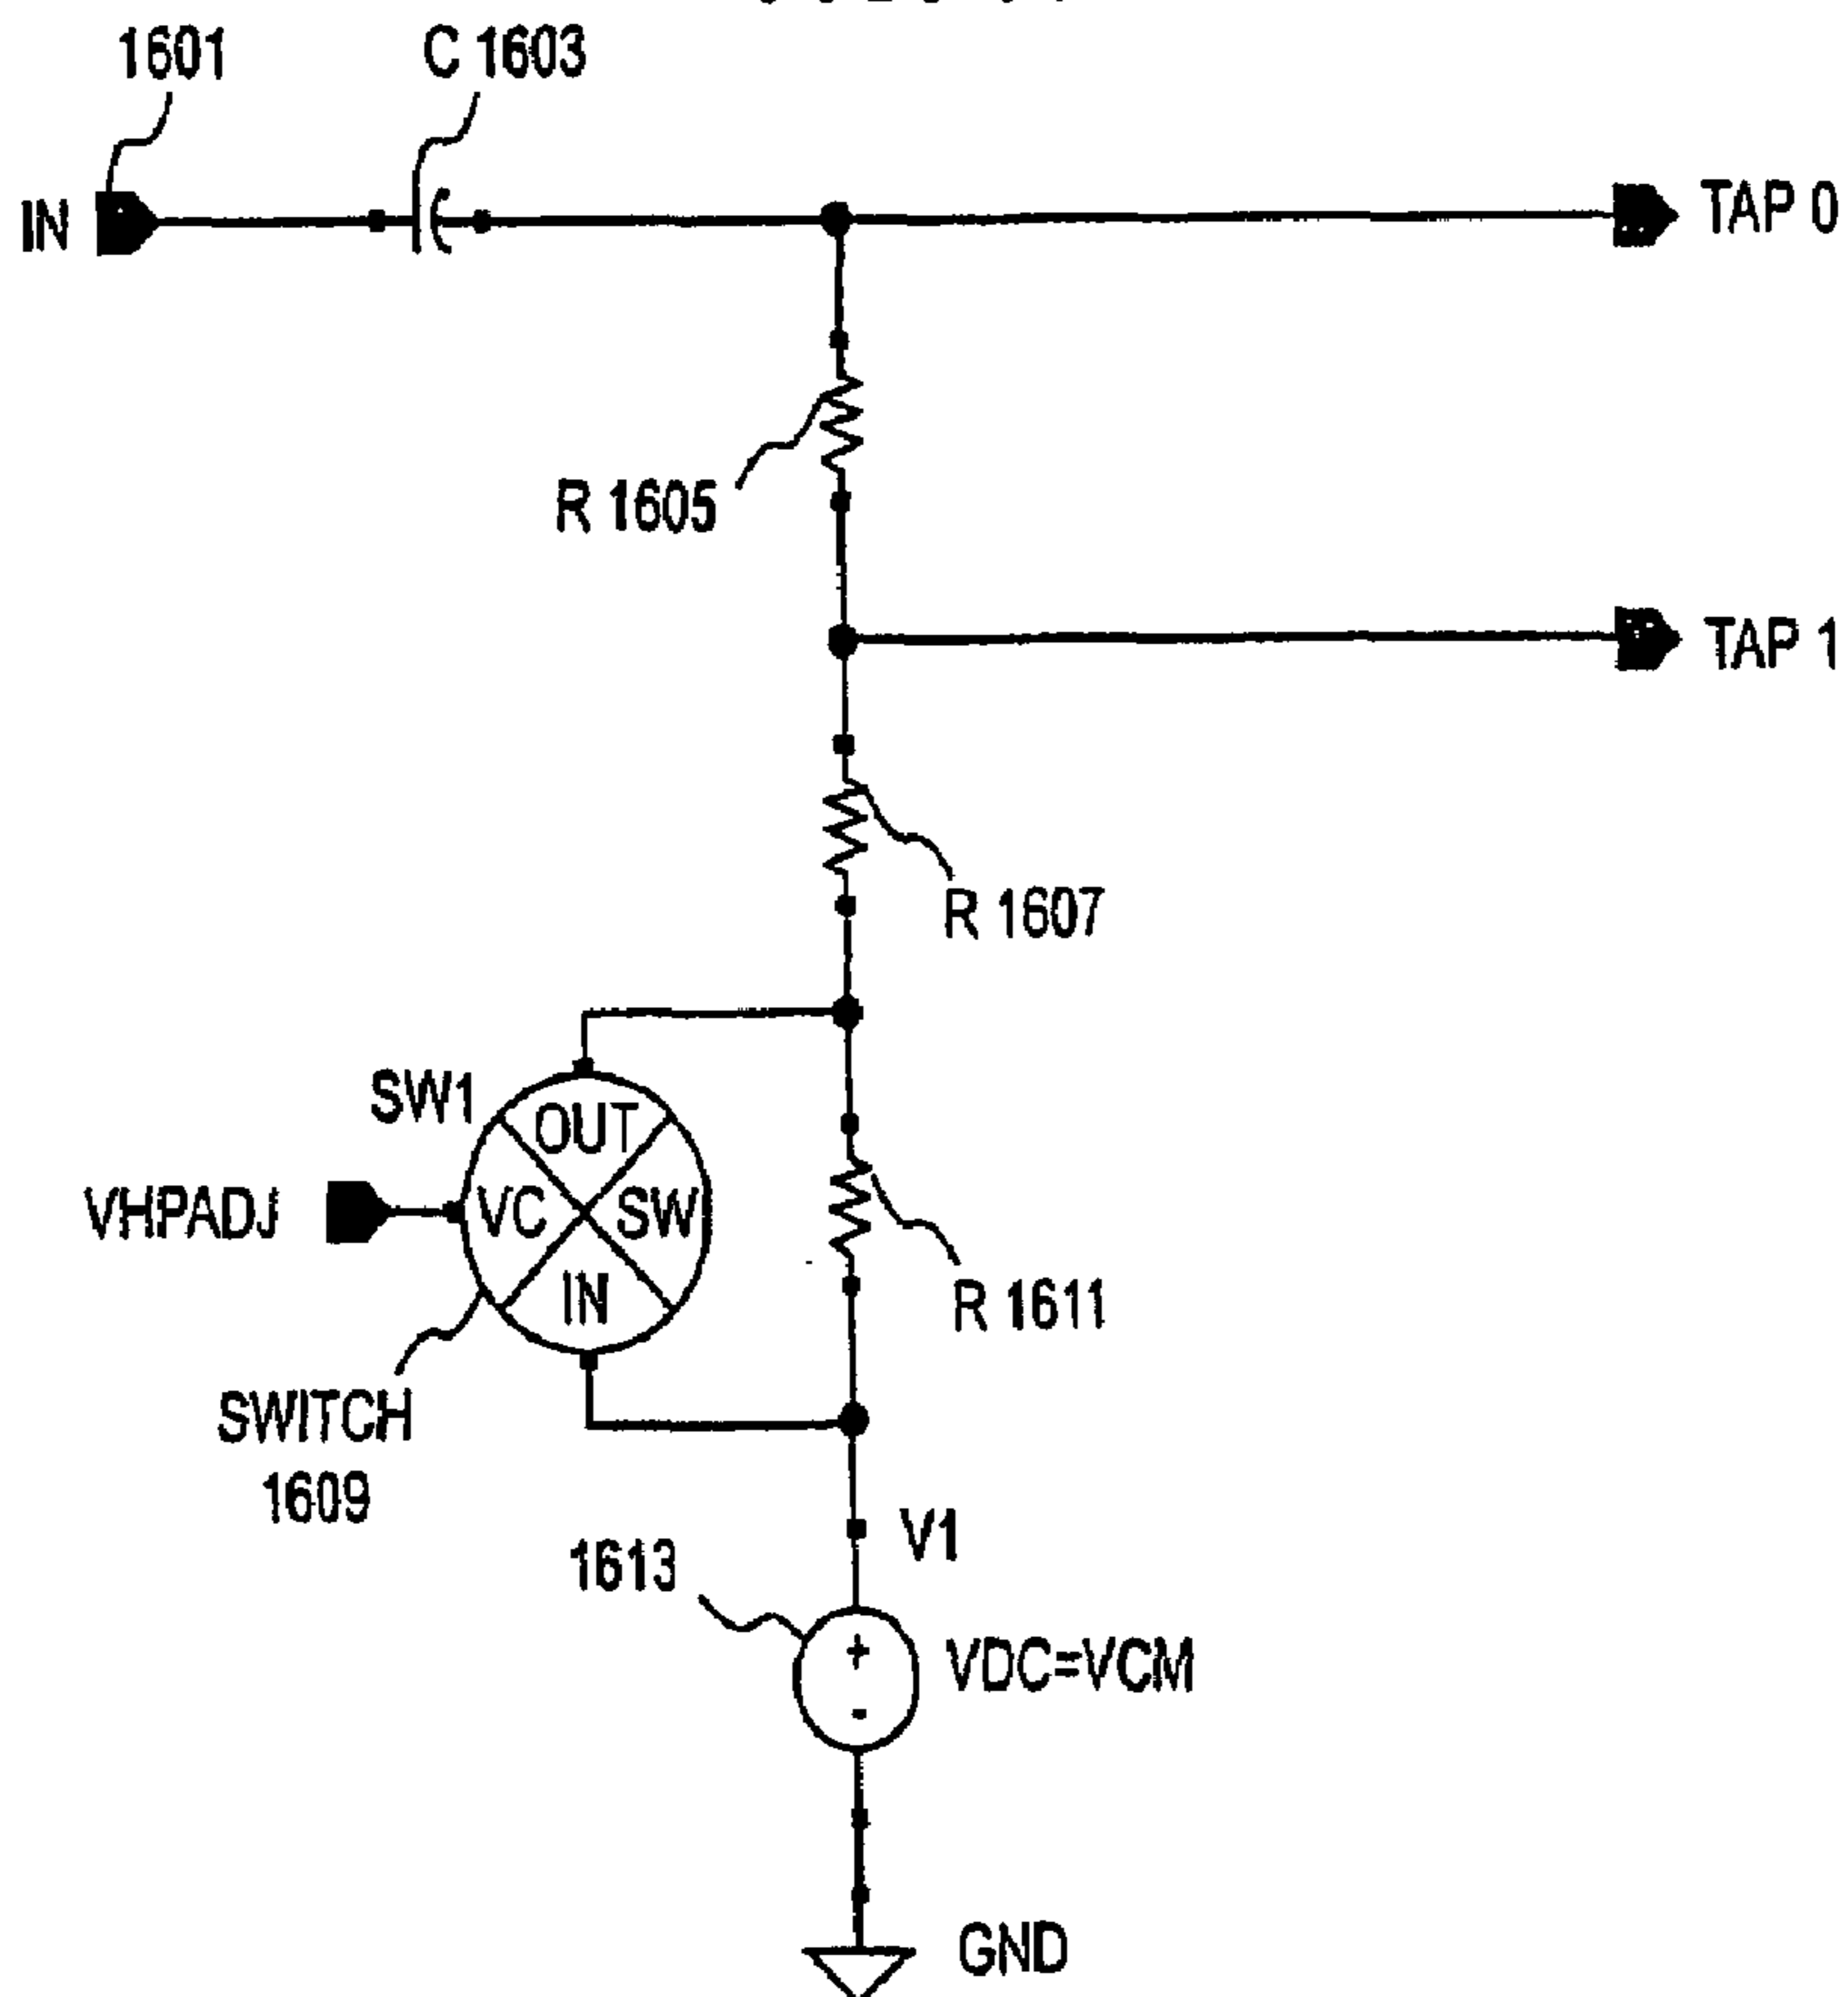 1601
C 1603
IN
TAP 0
R 1605
TAP 1
R 1607
SW1
OUT
VHPADJ
VC
SW
IN
R 1611
SWITCH
1609
V1
1613
+
VDC=VCM
-
GND